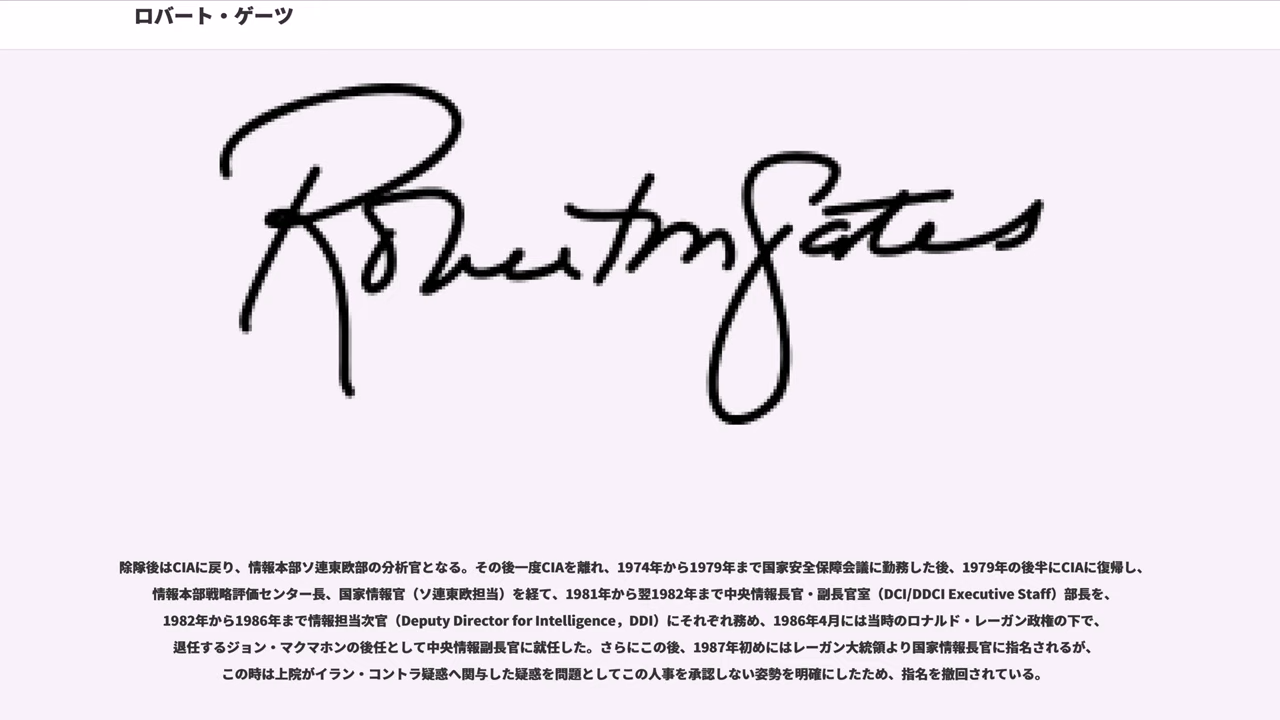 ロバート・ゲーツ
Robert M Gates
除隊後はCIAに戻り、情報本部ソ連東欧部の分析官となる。その後一度CIAを離れ、1974年から1979年まで国家安全保障会議に勤務した後、1979年の後半にCIAに復帰し、
情報本部戦略評価センター長、国家情報官（ソ連東欧担当）を経て、1981年から翌1982年まで中央情報長官・副長官室（DCI/DDCI Executive Staff）部長を、
1982年から1986年まで情報担当次官（Deputy Director for Intelligence，DDI）にそれぞれ務め、1986年4月には当時のロナルド・レーガン政権の下で、
退任するジョン・マクマホンの後任として中央情報副長官に就任した。さらにこの後、1987年初めにはレーガン大統領より国家情報長官に指名されるが、
この時は上院がイラン・コントラ疑惑へ関与した疑惑を問題としてこの人事を承認しない姿勢を明確にしたため、指名を撤回されている。